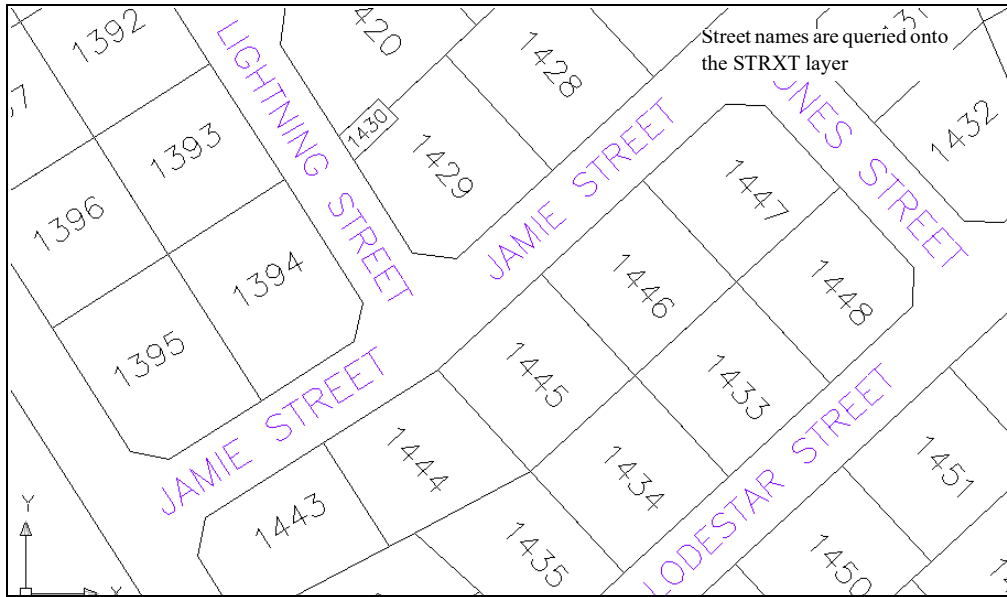 1392
LIGHTNING STREET
420
1428
Street names are queried onto
the STRXT layer
1393
1430
1429
JAMIE STREET
ONES STREET
1432
1396
1394
1447
1446
1448
1395
JAMIE STREET
1445
1433
1444
1434
LODESTAR STREET
1451
1443
1435
1450
Y
X